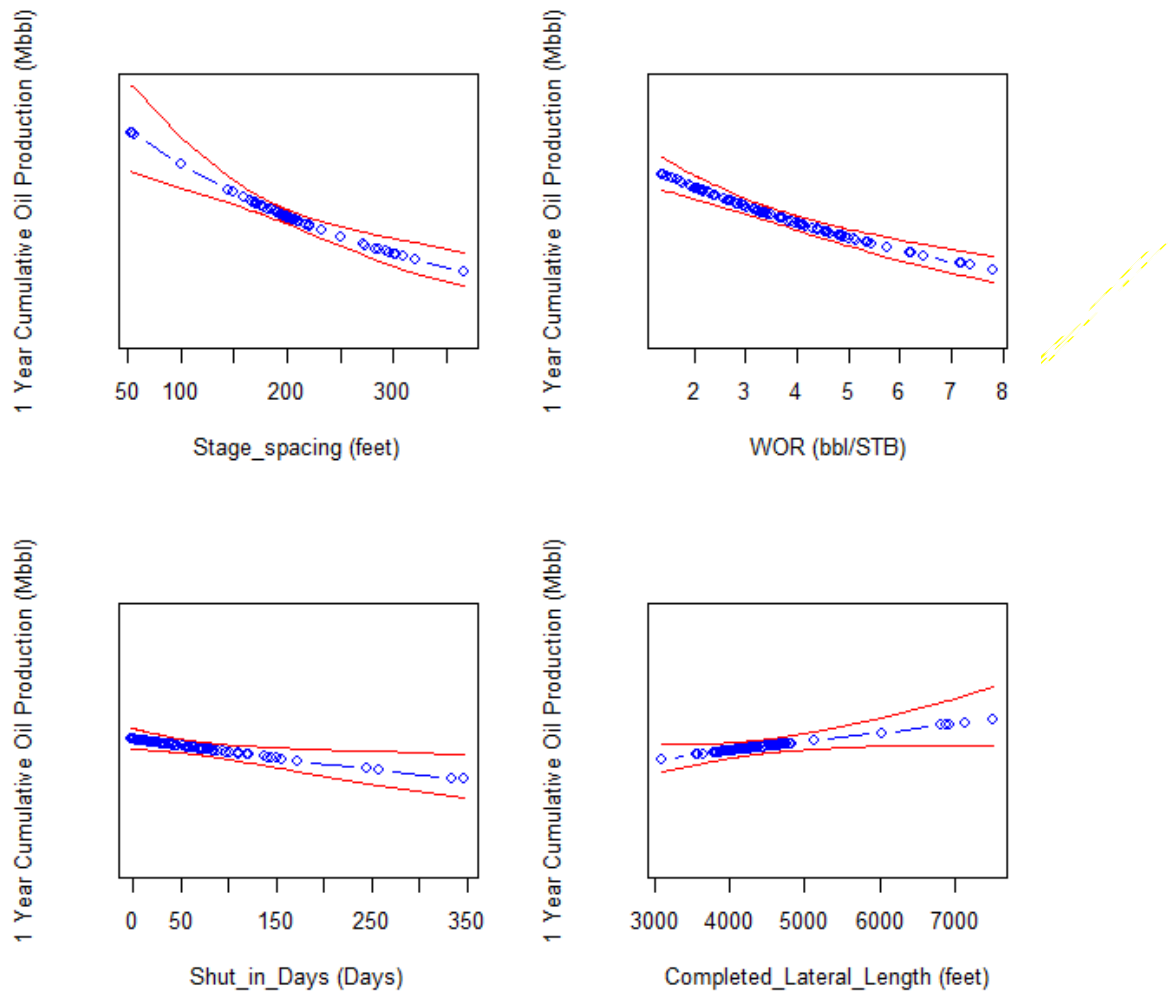 1 Year Cumulative Oil Production (Mbbl)
50 100 200 300
Stage_spacing (feet)
1 Year Cumulative Oil Production (Mbbl)
2 3 4 5 6 7 8
WOR (bbl/STB)
1 Year Cumulative Oil Production (Mbbl)
0 50 150 250 350
Shut_in_Days (Days)
1 Year Cumulative Oil Production (Mbbl)
3000 4000 5000 6000 7000
Completed_Lateral_Length (feet)